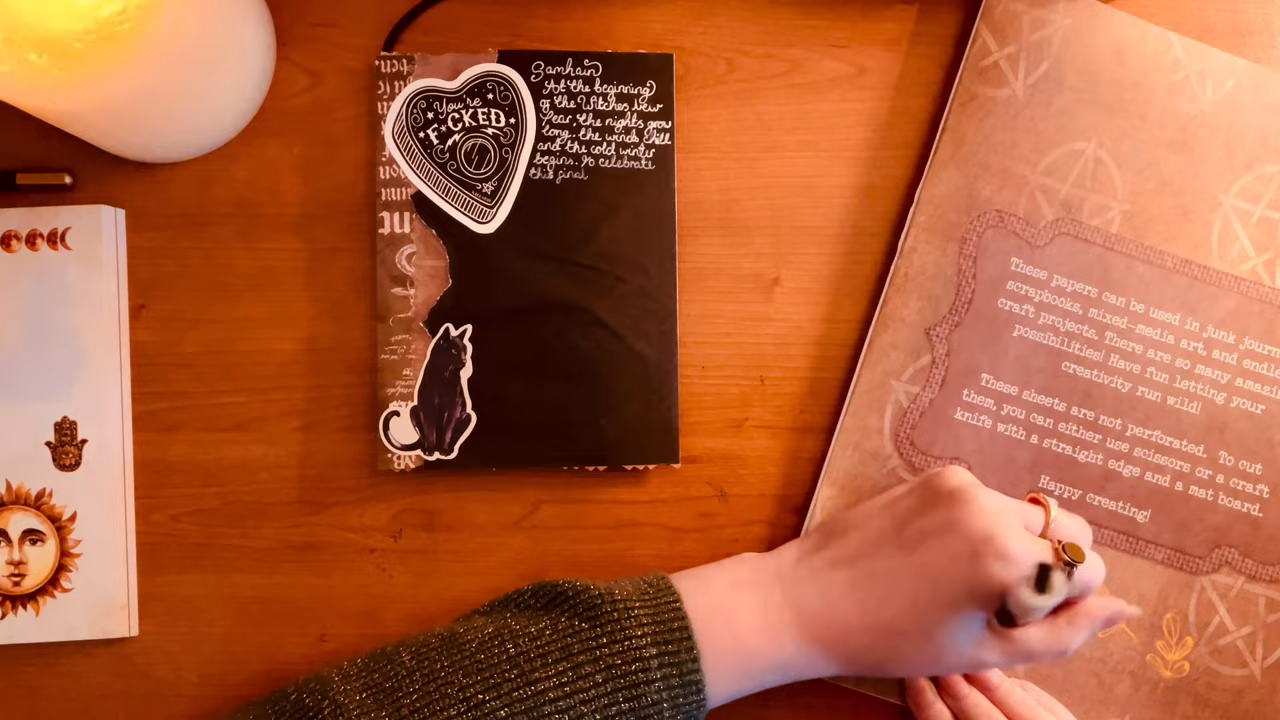 You're
F*CKED
Samhain
At the beginning
of the Witches New
Year, the nights grow
long, the winds chill
and the cold winter
begins. To celebrate
this final
These papers can be used in junk journ
scrapbooks, mixed-media art, and endle
craft projects. There are so many amazi
possibilities! Have fun letting your
creativity run wild!
These sheets are not perforated. To cut
them, you can either use scissors or a craft
knife with a straight edge and a mat board.
Happy creating!